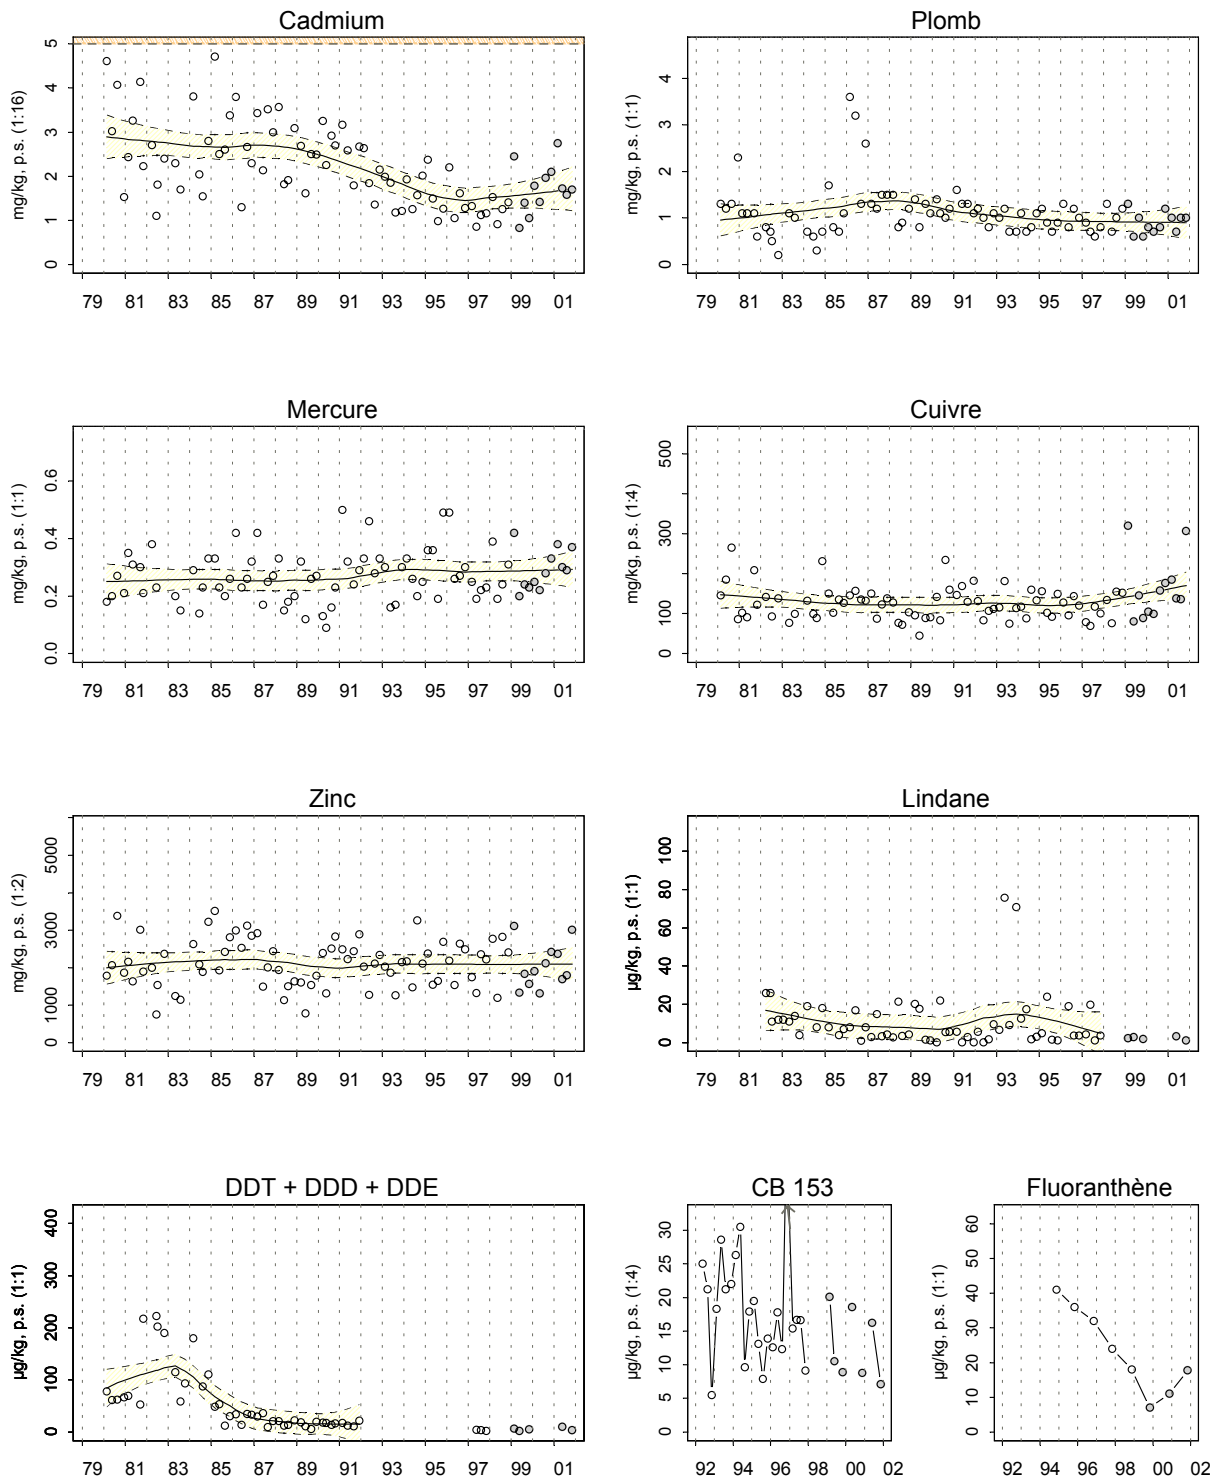 Cadmium
mg/kg, p.s. (1:16)
0 1 2 3 4 5
79 81 83 85 87 89 91 93 95 97 99 01
Plomb
mg/kg, p.s. (1:1)
0 1 2 3 4
79 81 83 85 87 89 91 93 95 97 99 01
Mercure
mg/kg, p.s. (1:1)
0.0 0.2 0.4 0.6
79 81 83 85 87 89 91 93 95 97 99 01
Cuivre
mg/kg, p.s. (1:4)
0 100 300 500
79 81 83 85 87 89 91 93 95 97 99 01
Zinc
mg/kg, p.s. (1:2)
0 1000 3000 5000
79 81 83 85 87 89 91 93 95 97 99 01
Lindane
µg/kg, p.s. (1:1)
0 20 40 60 80 100
79 81 83 85 87 89 91 93 95 97 99 01
DDT + DDD + DDE
µg/kg, p.s. (1:1)
0 100 200 300 400
79 81 83 85 87 89 91 93 95 97 99 01
CB 153
µg/kg, p.s. (1:4)
0 5 10 15 20 25 30
92 94 96 98 00 02
Fluoranthène
µg/kg, p.s. (1:1)
0 10 20 30 40 50 60
92 94 96 98 00 02